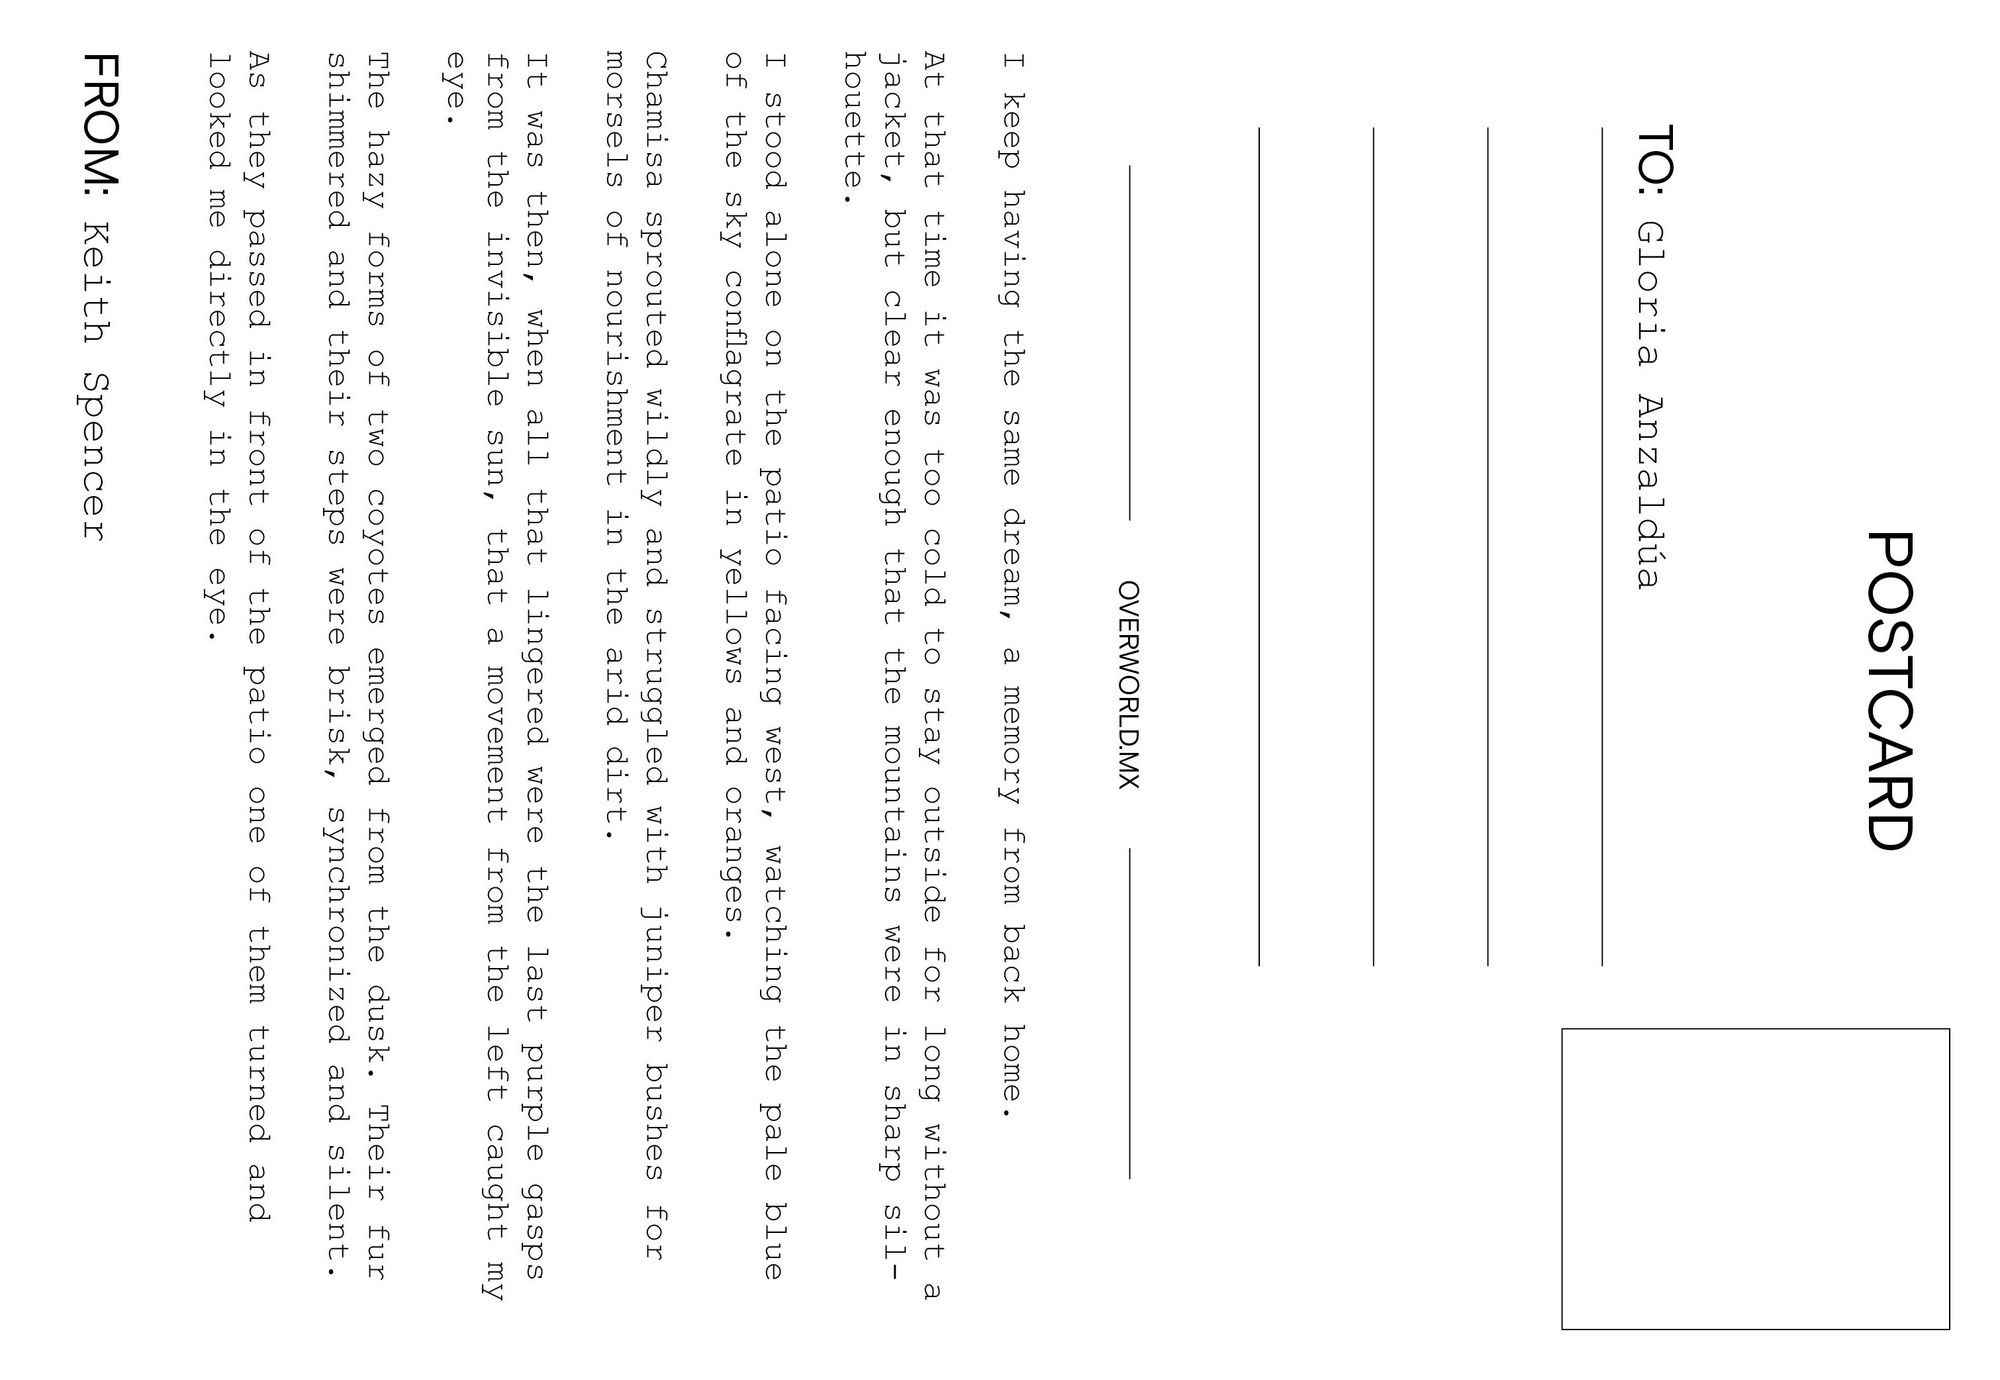 POSTCARD
TO: Gloria Anzaldúa
OVERWORLD.MX
I keep having the same dream, a memory from back home.
At that time it was too cold to stay outside for long without a
jacket, but clear enough that the mountains were in sharp sil-
houette.
I stood alone on the patio facing west, watching the pale blue
of the sky conflagrate in yellows and oranges.
Chamisa sprouted wildly and struggled with juniper bushes for
morsels of nourishment in the arid dirt.
It was then, when all that lingered were the last purple gasps
from the invisible sun, that a movement from the left caught my
eye.
The hazy forms of two coyotes emerged from the dusk. Their fur
shimmered and their steps were brisk, synchronized and silent.
As they passed in front of the patio one of them turned and
looked me directly in the eye.
FROM: Keith Spencer